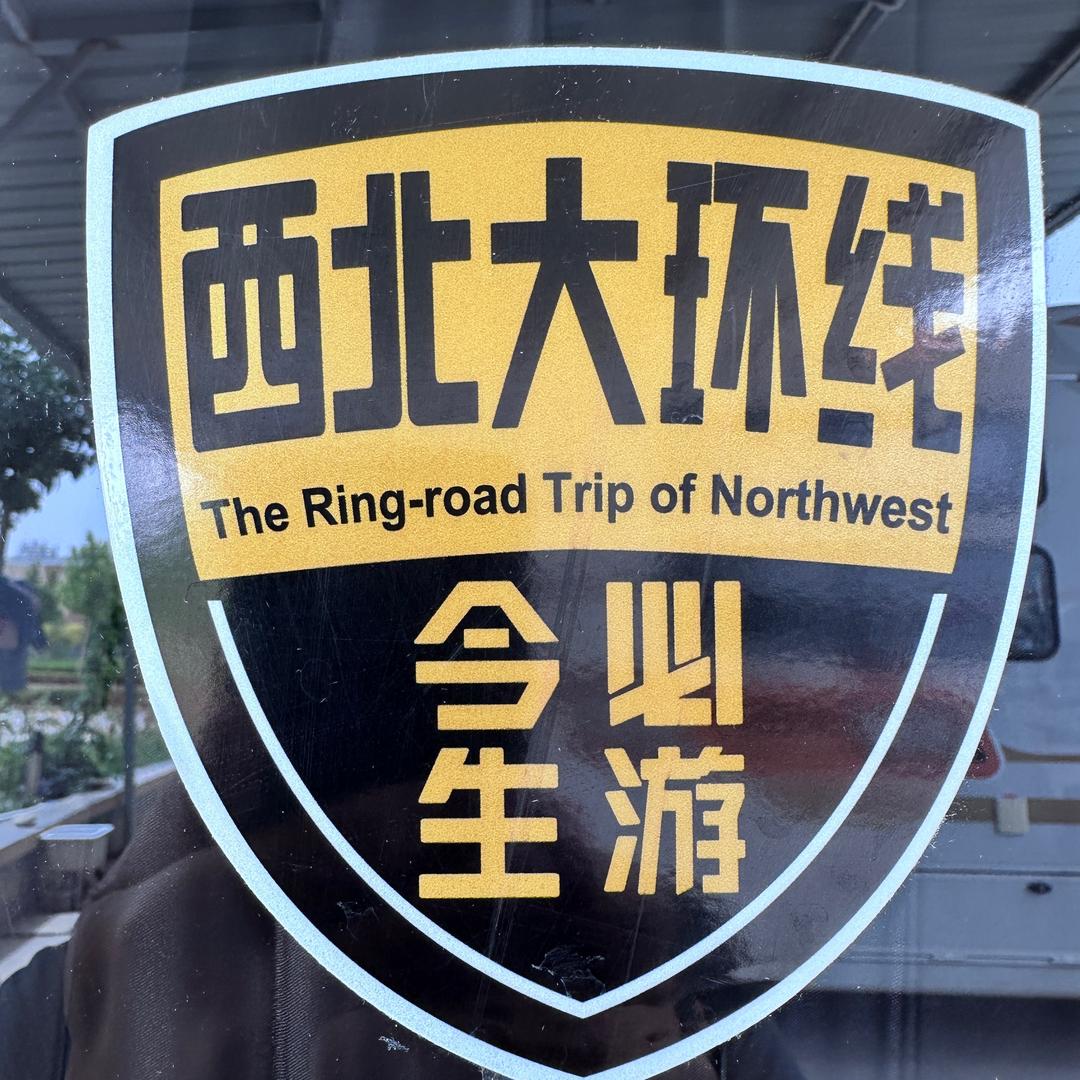 西北大环线
The Ring-road Trip of Northwest
今生
必游